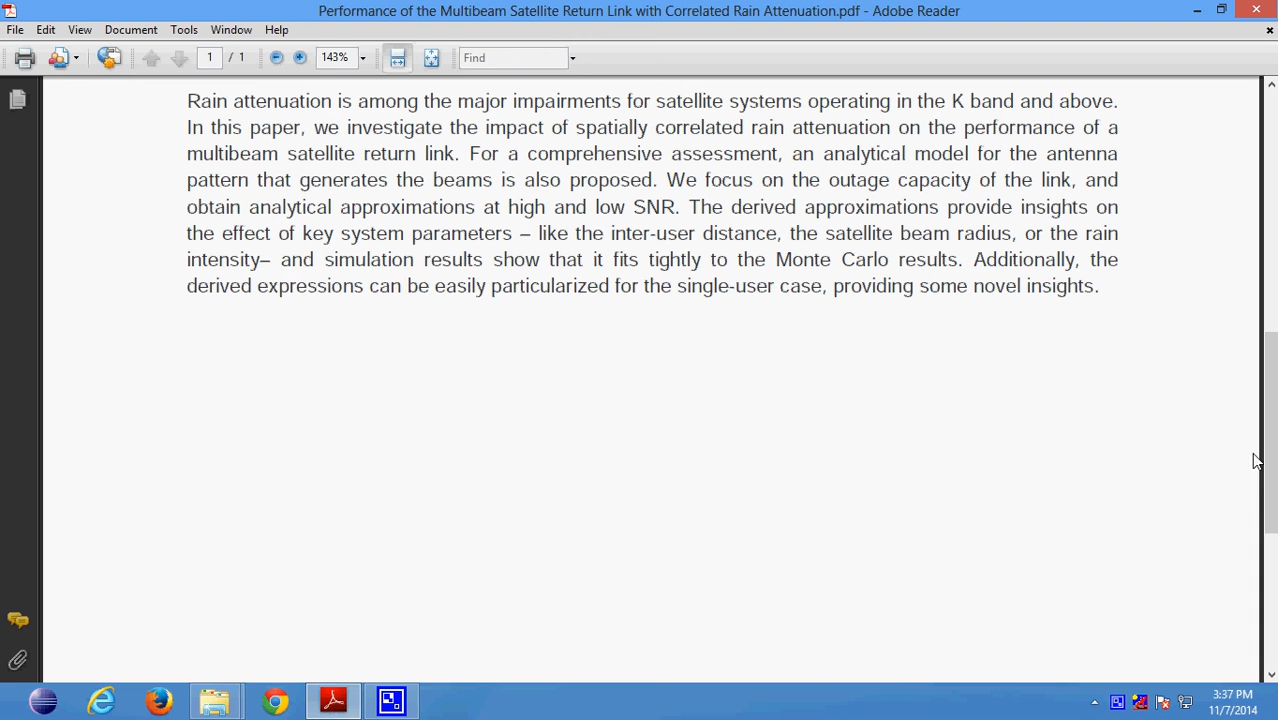 Performance of the Multibeam Satellite Return Link with Correlated Rain Attenuation.pdf - Adobe Reader
File Edit View Document Tools Window Help
1 / 1 143% Find
Rain attenuation is among the major impairments for satellite systems operating in the K band and above.
In this paper, we investigate the impact of spatially correlated rain attenuation on the performance of a
multibeam satellite return link. For a comprehensive assessment, an analytical model for the antenna
pattern that generates the beams is also proposed. We focus on the outage capacity of the link, and
obtain analytical approximations at high and low SNR. The derived approximations provide insights on
the effect of key system parameters – like the inter-user distance, the satellite beam radius, or the rain
intensity– and simulation results show that it fits tightly to the Monte Carlo results. Additionally, the
derived expressions can be easily particularized for the single-user case, providing some novel insights.
3:37 PM
11/7/2014